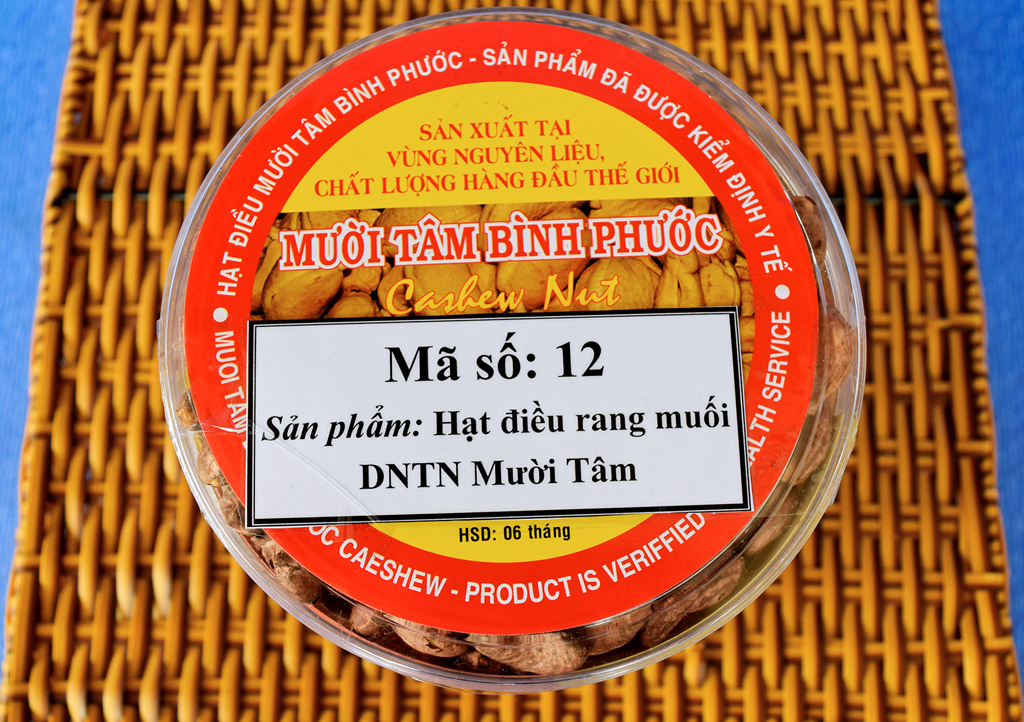 HẠT ĐIỀU MƯỜI TÂM BÌNH PHƯỚC - SẢN PHẨM ĐÃ ĐƯỢC KIỂM ĐỊNH Y TẾ
SẢN XUẤT TẠI
VÙNG NGUYÊN LIỆU,
CHẤT LƯỢNG HÀNG ĐẦU THẾ GIỚI
MƯỜI TÂM BÌNH PHƯỚC
Cashew Nut
Mã số: 12
Sản phẩm: Hạt điều rang muối
DNTN Mười Tâm
HSD: 06 tháng
MUOI CAESHEW - PRODUCT IS VERIFFIED SERVICE